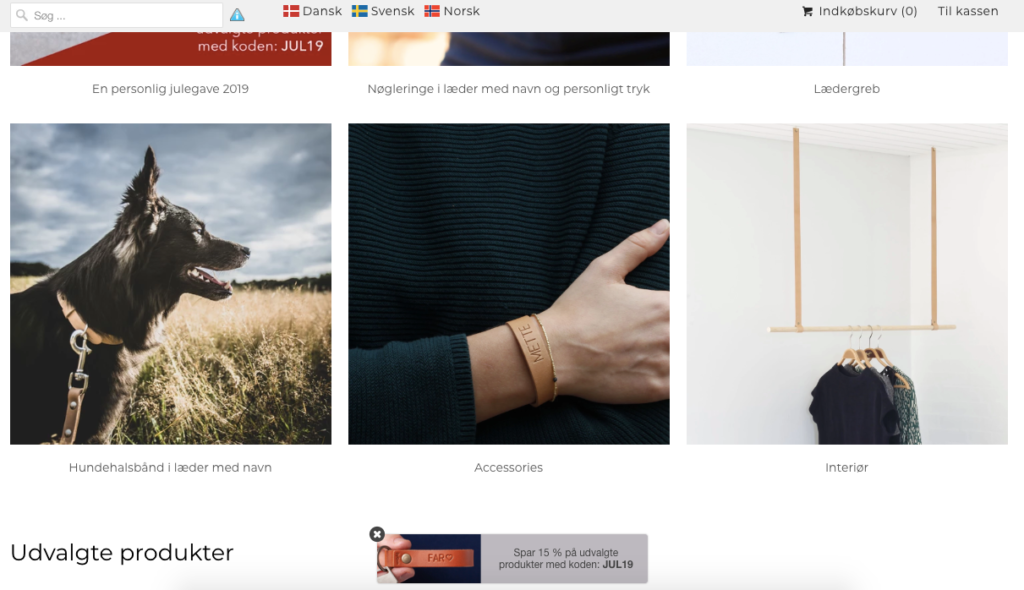 Søg ...
Dansk
Svensk
Norsk
Indkøbskurv (0)
Til kassen
udvalgte produkter
med koden: JUL19
En personlig julegave 2019
Nøgleringe i læder med navn og personligt tryk
Lædergreb
METTE
Hundehalsbånd i læder med navn
Accessories
Interiør
Udvalgte produkter
FAR♡
Spar 15 % på udvalgte
produkter med koden: JUL19